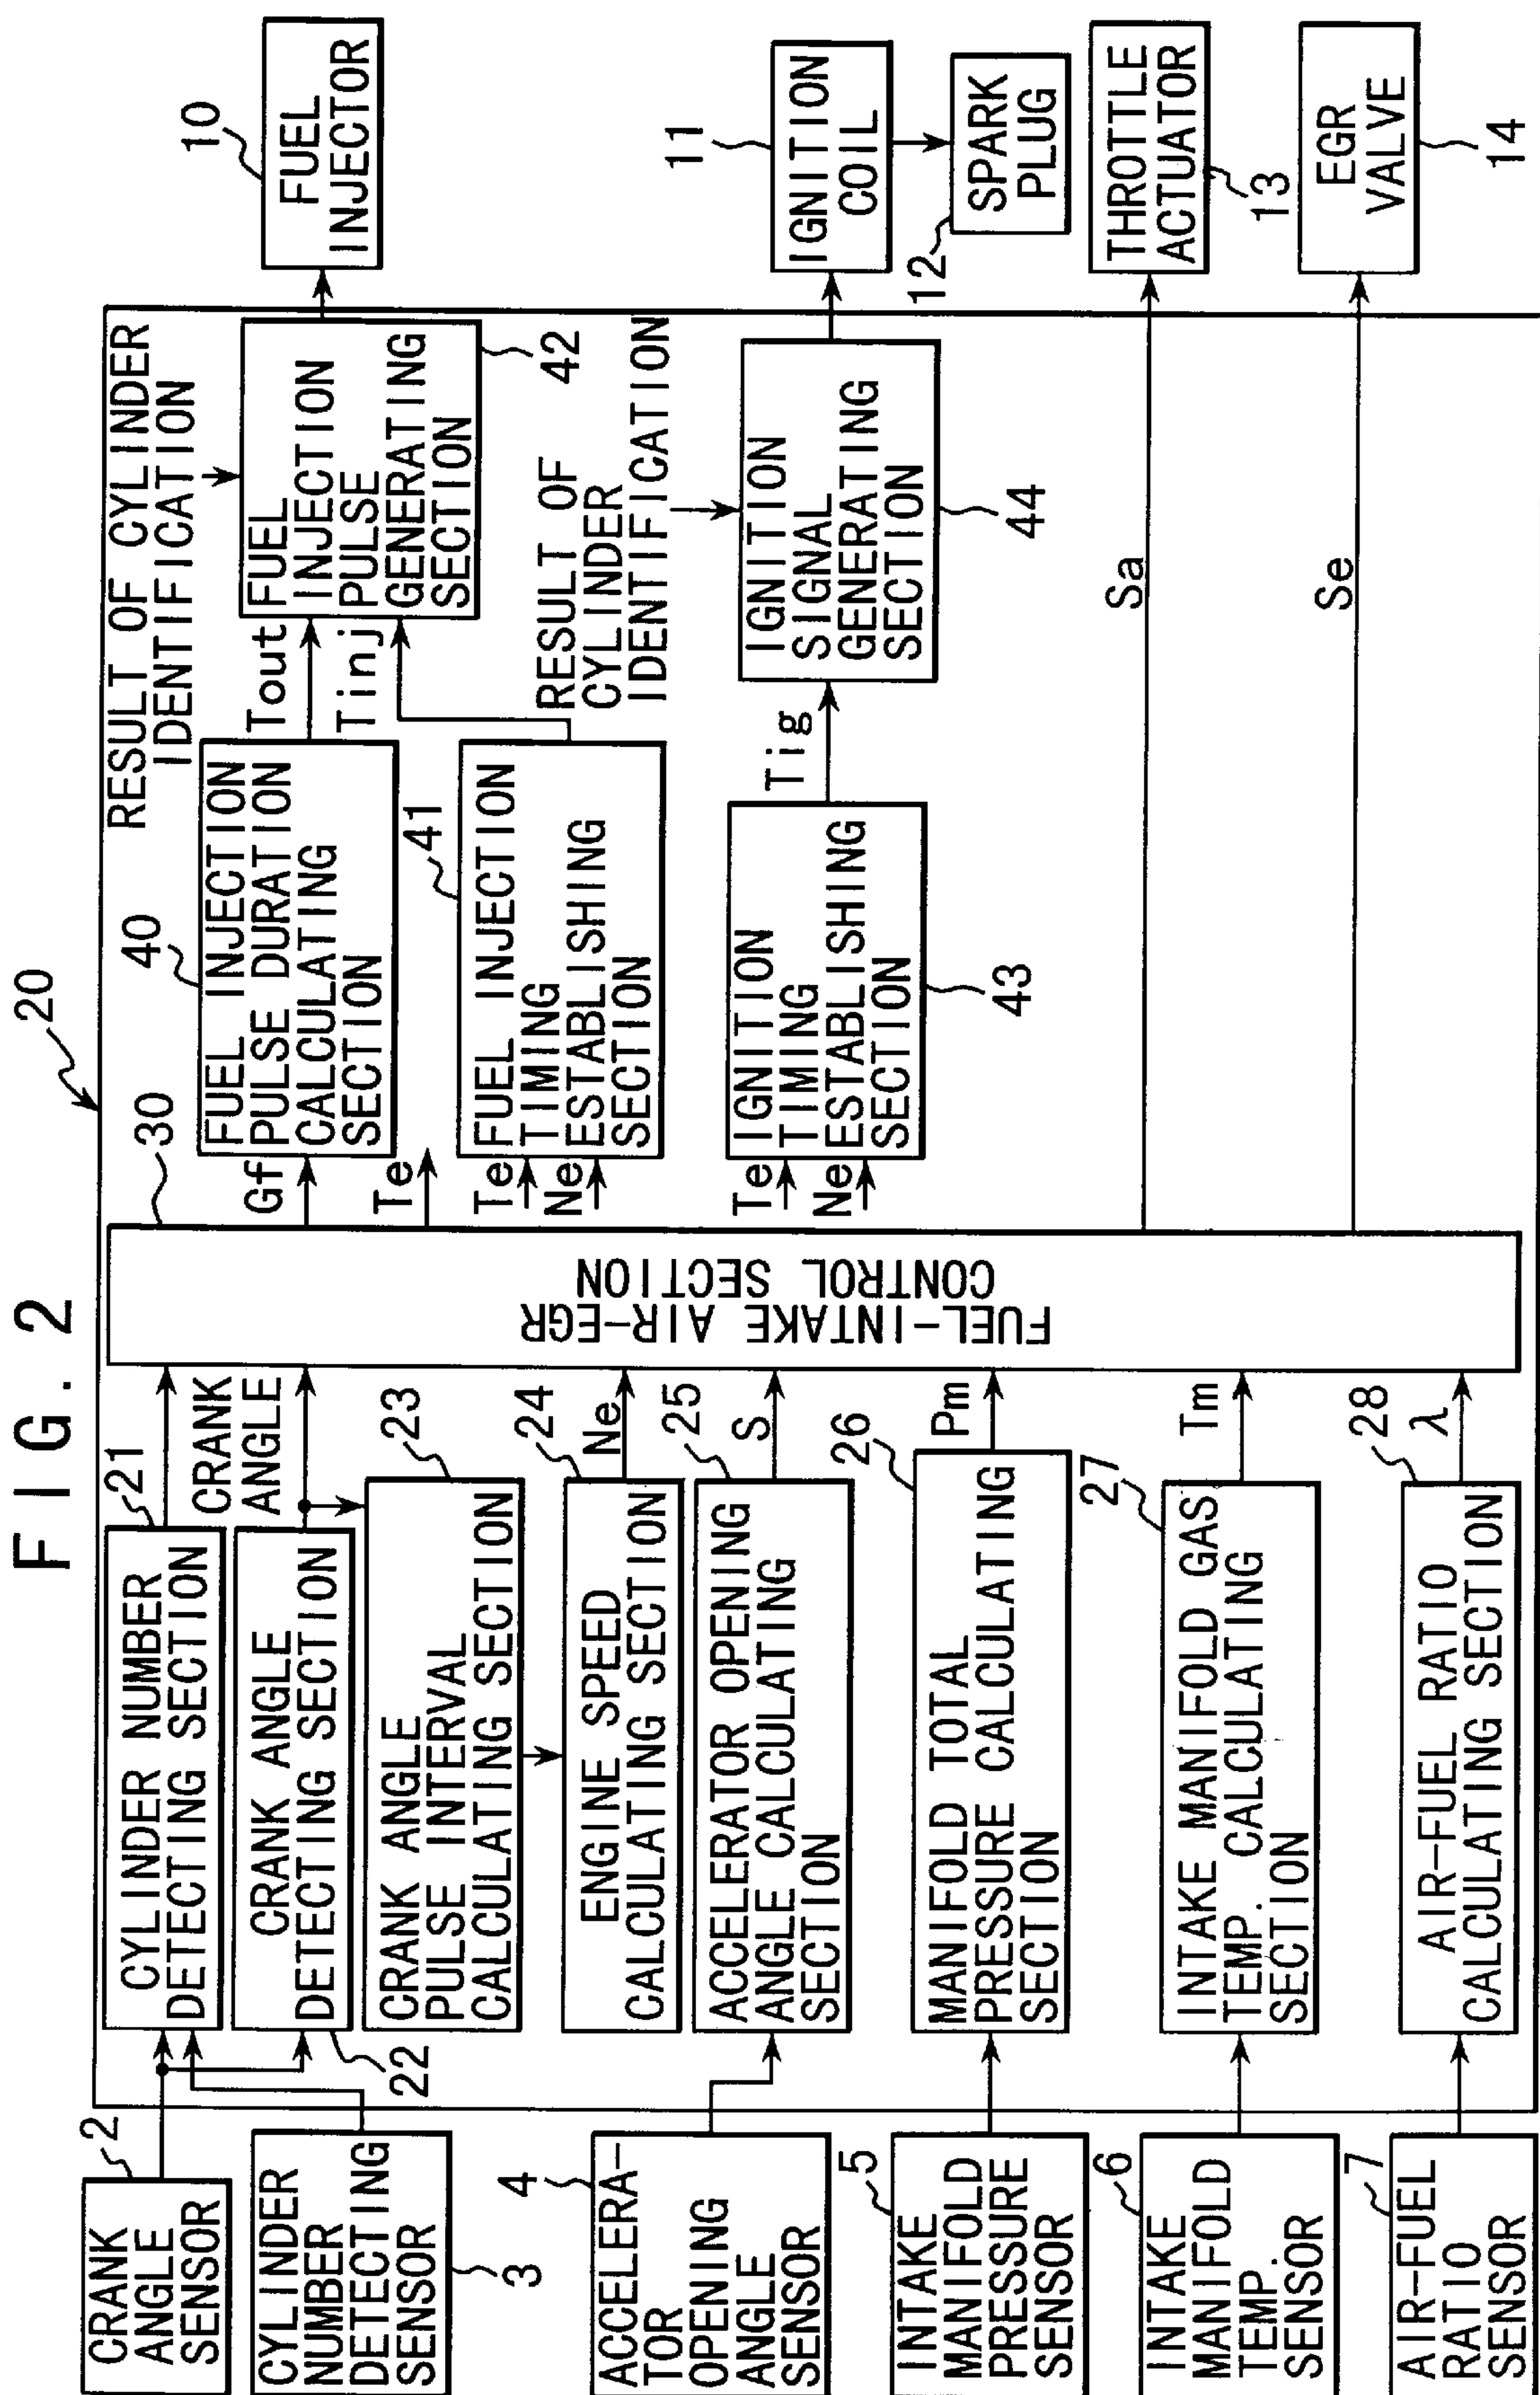 FIG. 2
20
2
CRANK
ANGLE
SENSOR
CYLINDER
NUMBER
DETECTING
SENSOR
3
4
ACCELERA-
TOR
OPENING
ANGLE
SENSOR
5
INTAKE
MANIFOLD
PRESSURE
SENSOR
6
INTAKE
MANIFOLD
TEMP.
SENSOR
7
AIR-FUEL
RATIO
SENSOR
21
CYLINDER NUMBER
DETECTING SECTION
CRANK
ANGLE
CRANK ANGLE
DETECTING SECTION
22
23
CRANK ANGLE
PULSE INTERVAL
CALCULATING SECTION
24
Ne
ENGINE SPEED
CALCULATING SECTION
25
S
ACCELERATOR OPENING
ANGLE CALCULATING
SECTION
26
Pm
MANIFOLD TOTAL
PRESSURE CALCULATING
SECTION
27
Tm
INTAKE MANIFOLD GAS
TEMP. CALCULATING
SECTION
28
λ
AIR-FUEL RATIO
CALCULATING SECTION
30
FUEL-INTAKE AIR-EGR
CONTROL SECTION
Gf
Te
40
FUEL INJECTION
PULSE DURATION
CALCULATING
SECTION
41
Te
Ne
FUEL INJECTION
TIMING
ESTABLISHING
SECTION
Te
Ne
IGNITION
TIMING
ESTABLISHING
SECTION
43
RESULT OF CYLINDER
IDENTIFICATION
Tout
Tinj
FUEL
INJECTION
PULSE
GENERATING
SECTION
42
RESULT OF
CYLINDER
IDENTIFICATION
Tig
IGNITION
SIGNAL
GENERATING
SECTION
44
Sa
Se
10
FUEL
INJECTOR
11
IGNITION
COIL
12
SPARK
PLUG
THROTTLE
ACTUATOR
13
EGR
VALVE
14